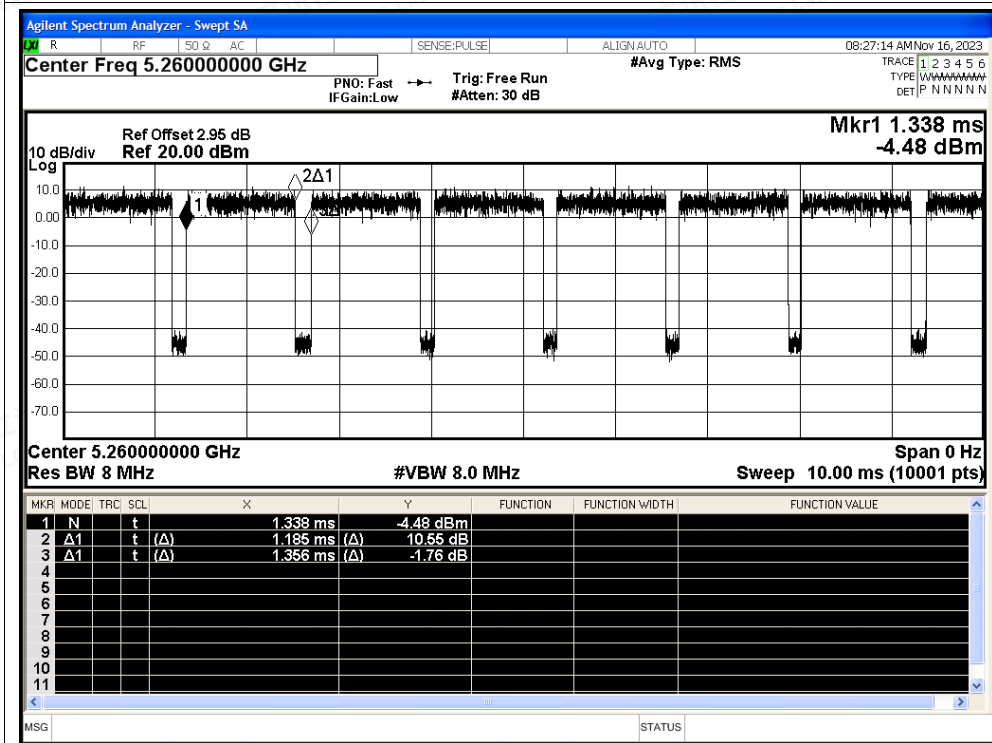 Agilent Spectrum Analyzer - Swept SA
LXI R RF 50 Ω AC SENSE:PULSE ALIGN AUTO 08:27:14 AM Nov 16, 2023
Center Freq 5.260000000 GHz
PNO: Fast
IFGain:Low
Trig: Free Run
#Atten: 30 dB
#Avg Type: RMS
TRACE 1 2 3 4 5 6
TYPE
DET P N N N N N
Mkr1 1.338 ms
-4.48 dBm
Ref Offset 2.95 dB
10 dB/div Ref 20.00 dBm
Log
10.0
0.00
-10.0
-20.0
-30.0
-40.0
-50.0
-60.0
-70.0
1
2Δ1
Center 5.260000000 GHz Span 0 Hz
Res BW 8 MHz #VBW 8.0 MHz Sweep 10.00 ms (10001 pts)
MKR MODE TRC SCL X Y FUNCTION FUNCTION WIDTH FUNCTION VALUE
1 N t 1.338 ms -4.48 dBm
2 Δ1 t (Δ) 1.185 ms (Δ) 10.55 dB
3 Δ1 t (Δ) 1.356 ms (Δ) -1.76 dB
4
5
6
7
8
9
10
11
MSG STATUS